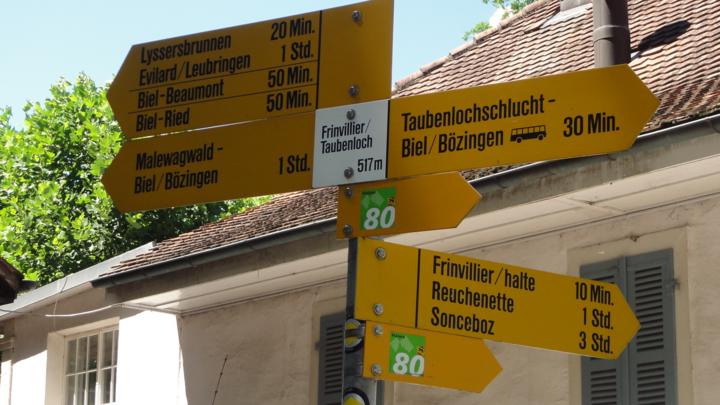 Lyssersbrunnen 20 Min.
Evilard/Leubringen 1 Std.
Biel-Beaumont 50 Min.
Biel-Ried 50 Min.
Malewagwald-
Biel/Bözingen 1 Std.
Frinvillier/
Taubenloch
517m
Taubenlochschlucht-
Biel/Bözingen 30 Min.
80
Frinvillier/halte 10 Min.
Reuchenette 1 Std.
Sonceboz 3 Std.
80